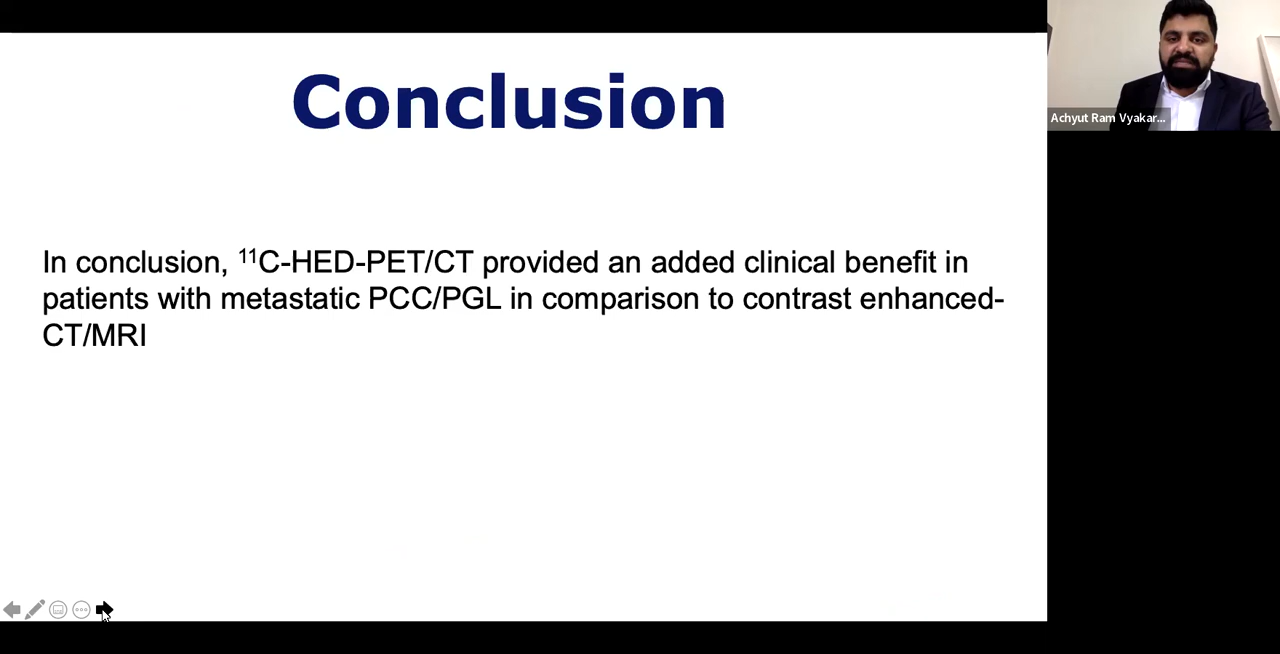 Conclusion
In conclusion, ¹¹C-HED-PET/CT provided an added clinical benefit in
patients with metastatic PCC/PGL in comparison to contrast enhanced-
CT/MRI
Achyut Ram Vyakar...